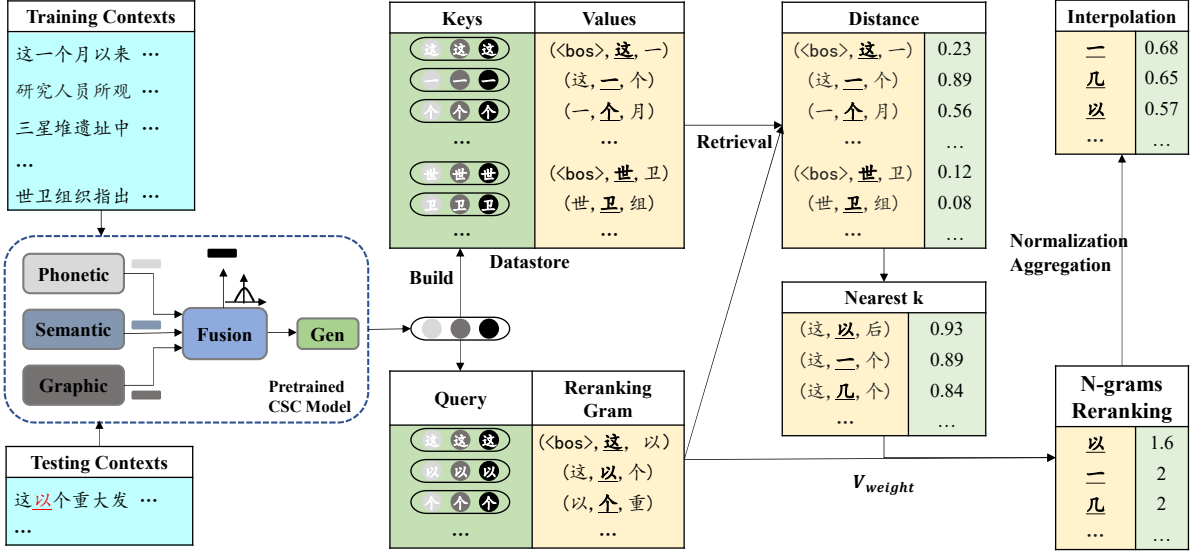 Training Contexts
这一个月以来 …
研究人员所观 …
三星堆遗址中 …
…
世卫组织指出 …
Phonetic
Semantic
Graphic
Fusion
Gen
Pretrained
CSC Model
Testing Contexts
这以个重大发 …
…
Keys Values
这 这 这 (<bos>, 这, 一)
一 一 一 (这, 一, 个)
个 个 个 (一, 个, 月)
… …
世 世 世 (<bos>, 世, 卫)
卫 卫 卫 (世, 卫, 组)
… …
Build
Datastore
Query Reranking
Gram
这 这 这 (<bos>, 这, 以)
以 以 以 (这, 以, 个)
个 个 个 (以, 个, 重)
… …
Retrieval
Distance
(<bos>, 这, 一) 0.23
(这, 一, 个) 0.89
(一, 个, 月) 0.56
… …
(<bos>, 世, 卫) 0.12
(世, 卫, 组) 0.08
… …
Nearest k
(这, 以, 后) 0.93
(这, 一, 个) 0.89
(这, 几, 个) 0.84
… …
V_weight
Interpolation
一 0.68
几 0.65
以 0.57
… …
Normalization
Aggregation
N-grams
Reranking
以 1.6
一 2
几 2
… …